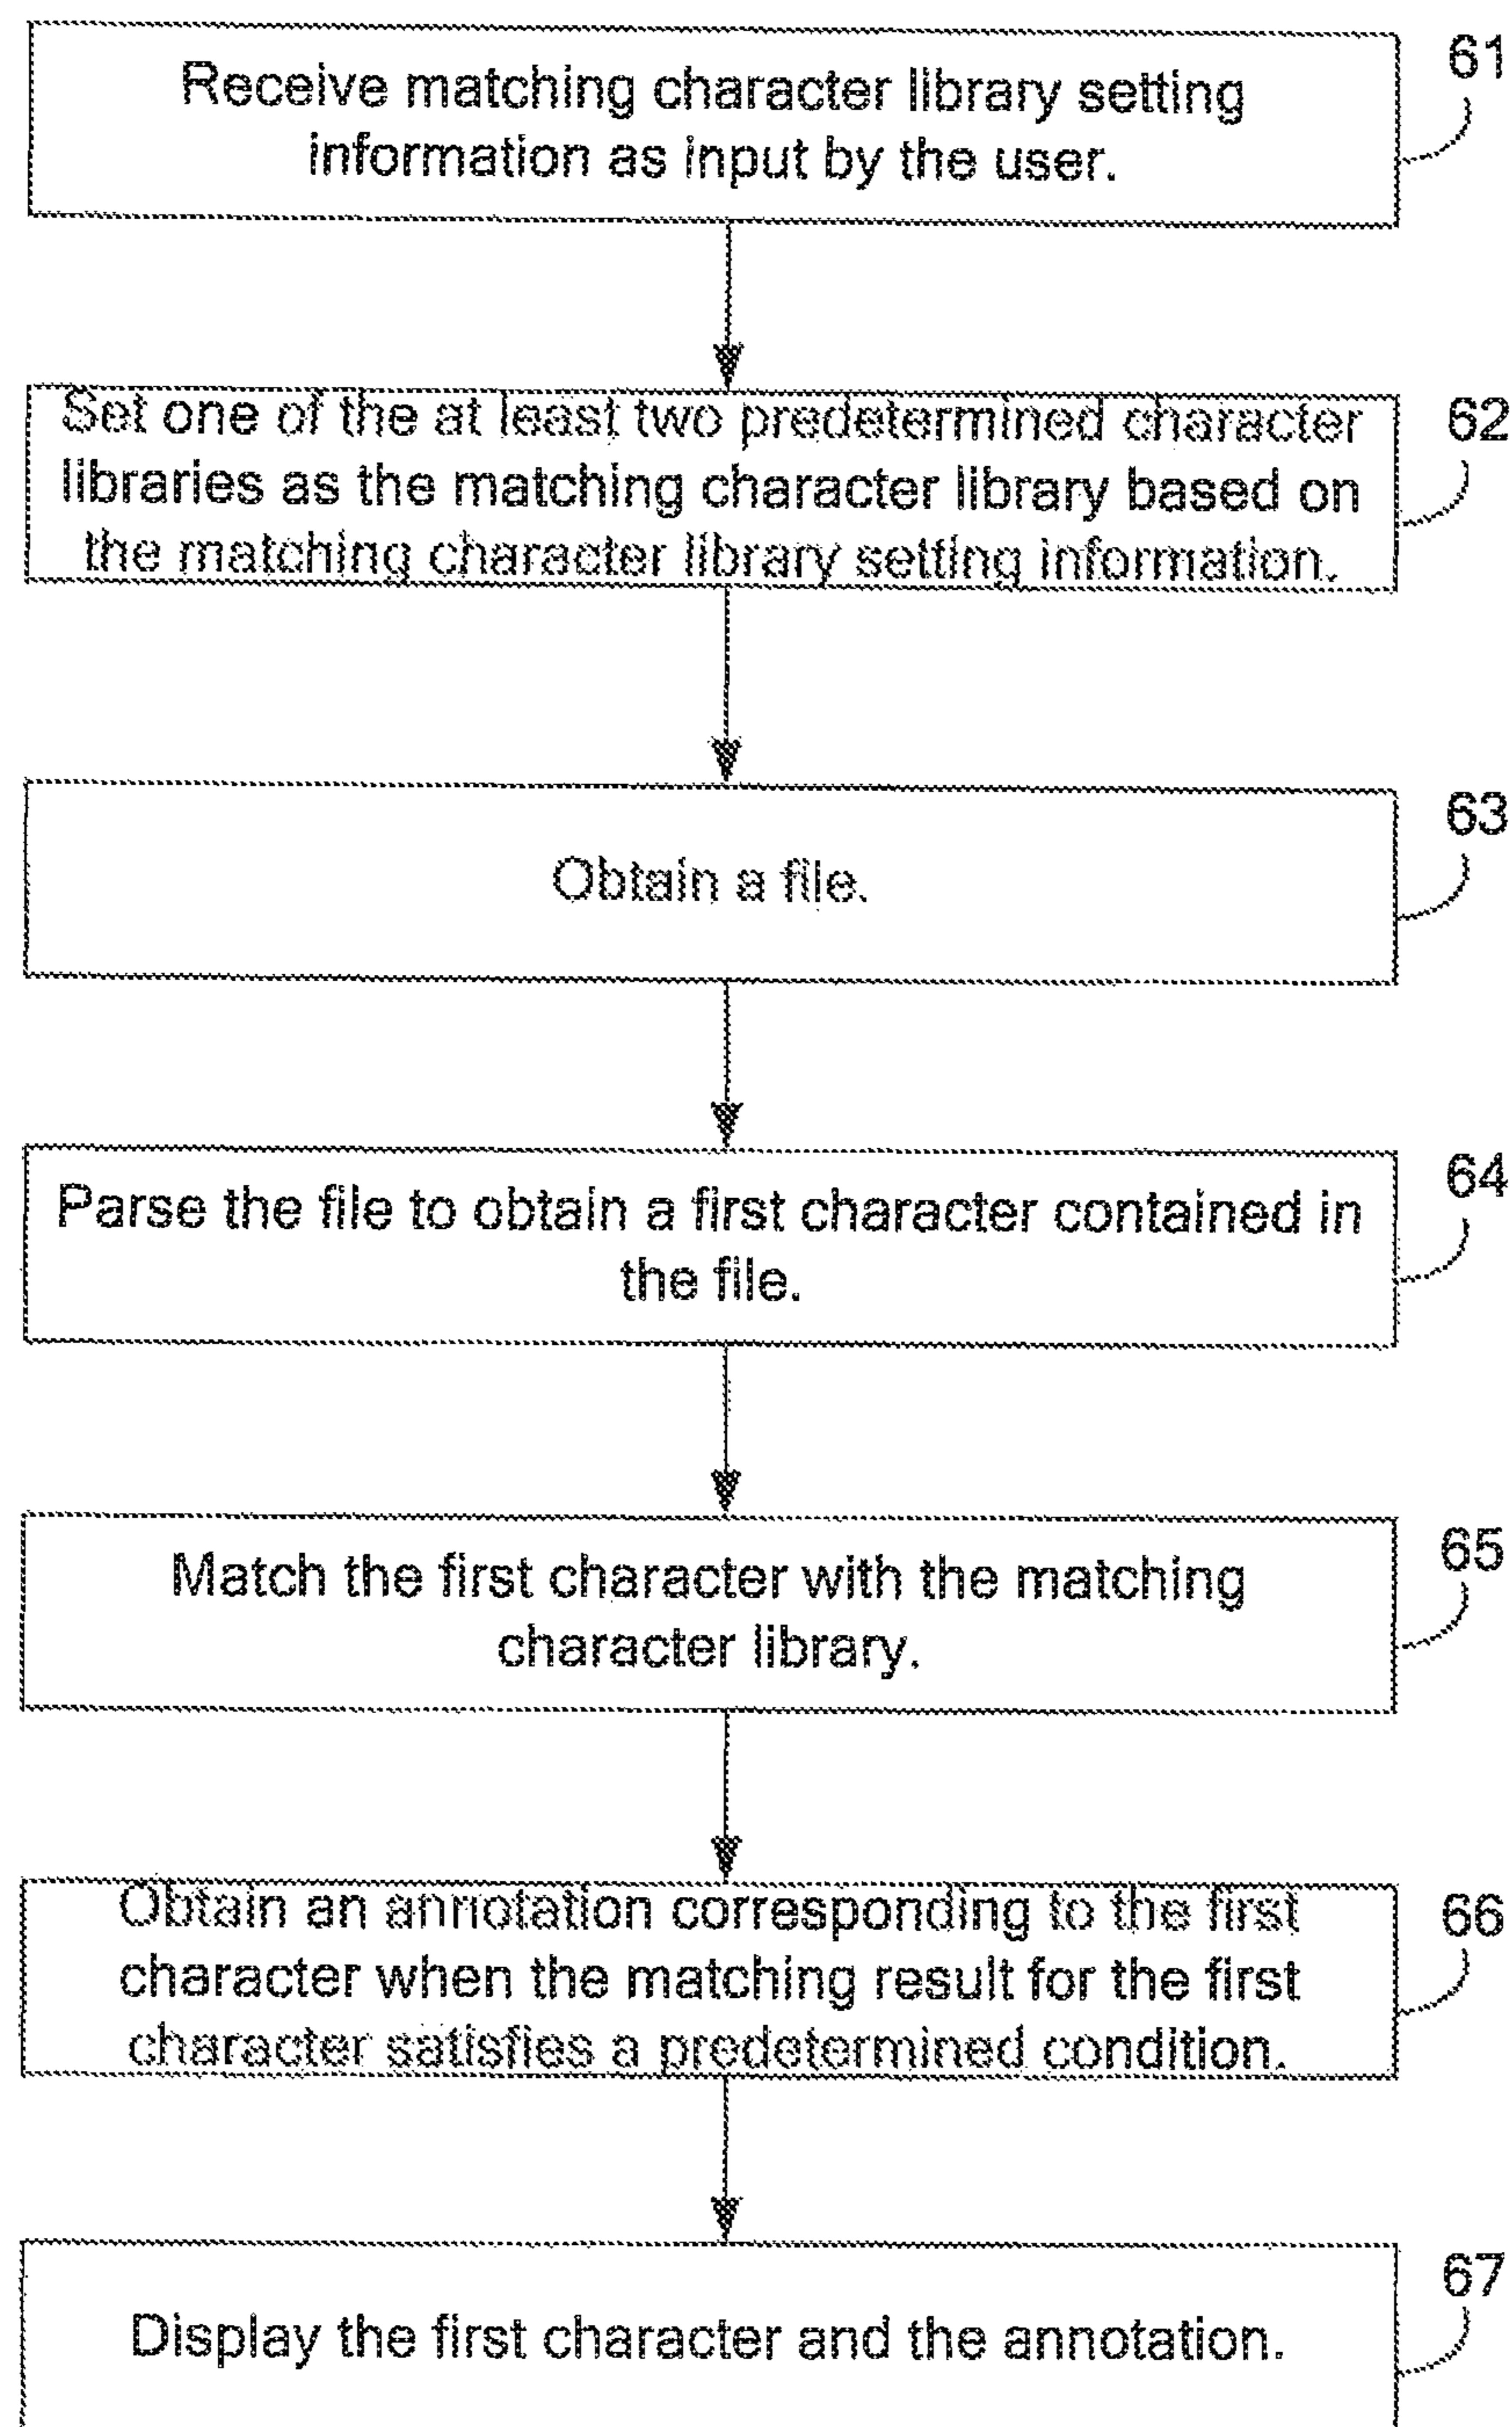 Receive matching character library setting
information as input by the user.
61
Set one of the at least two predetermined character
libraries as the matching character library based on
the matching character library setting information.
62
Obtain a file.
63
Parse the file to obtain a first character contained in
the file.
64
Match the first character with the matching
character library.
65
Obtain an annotation corresponding to the first
character when the matching result for the first
character satisfies a predetermined condition.
66
Display the first character and the annotation.
67